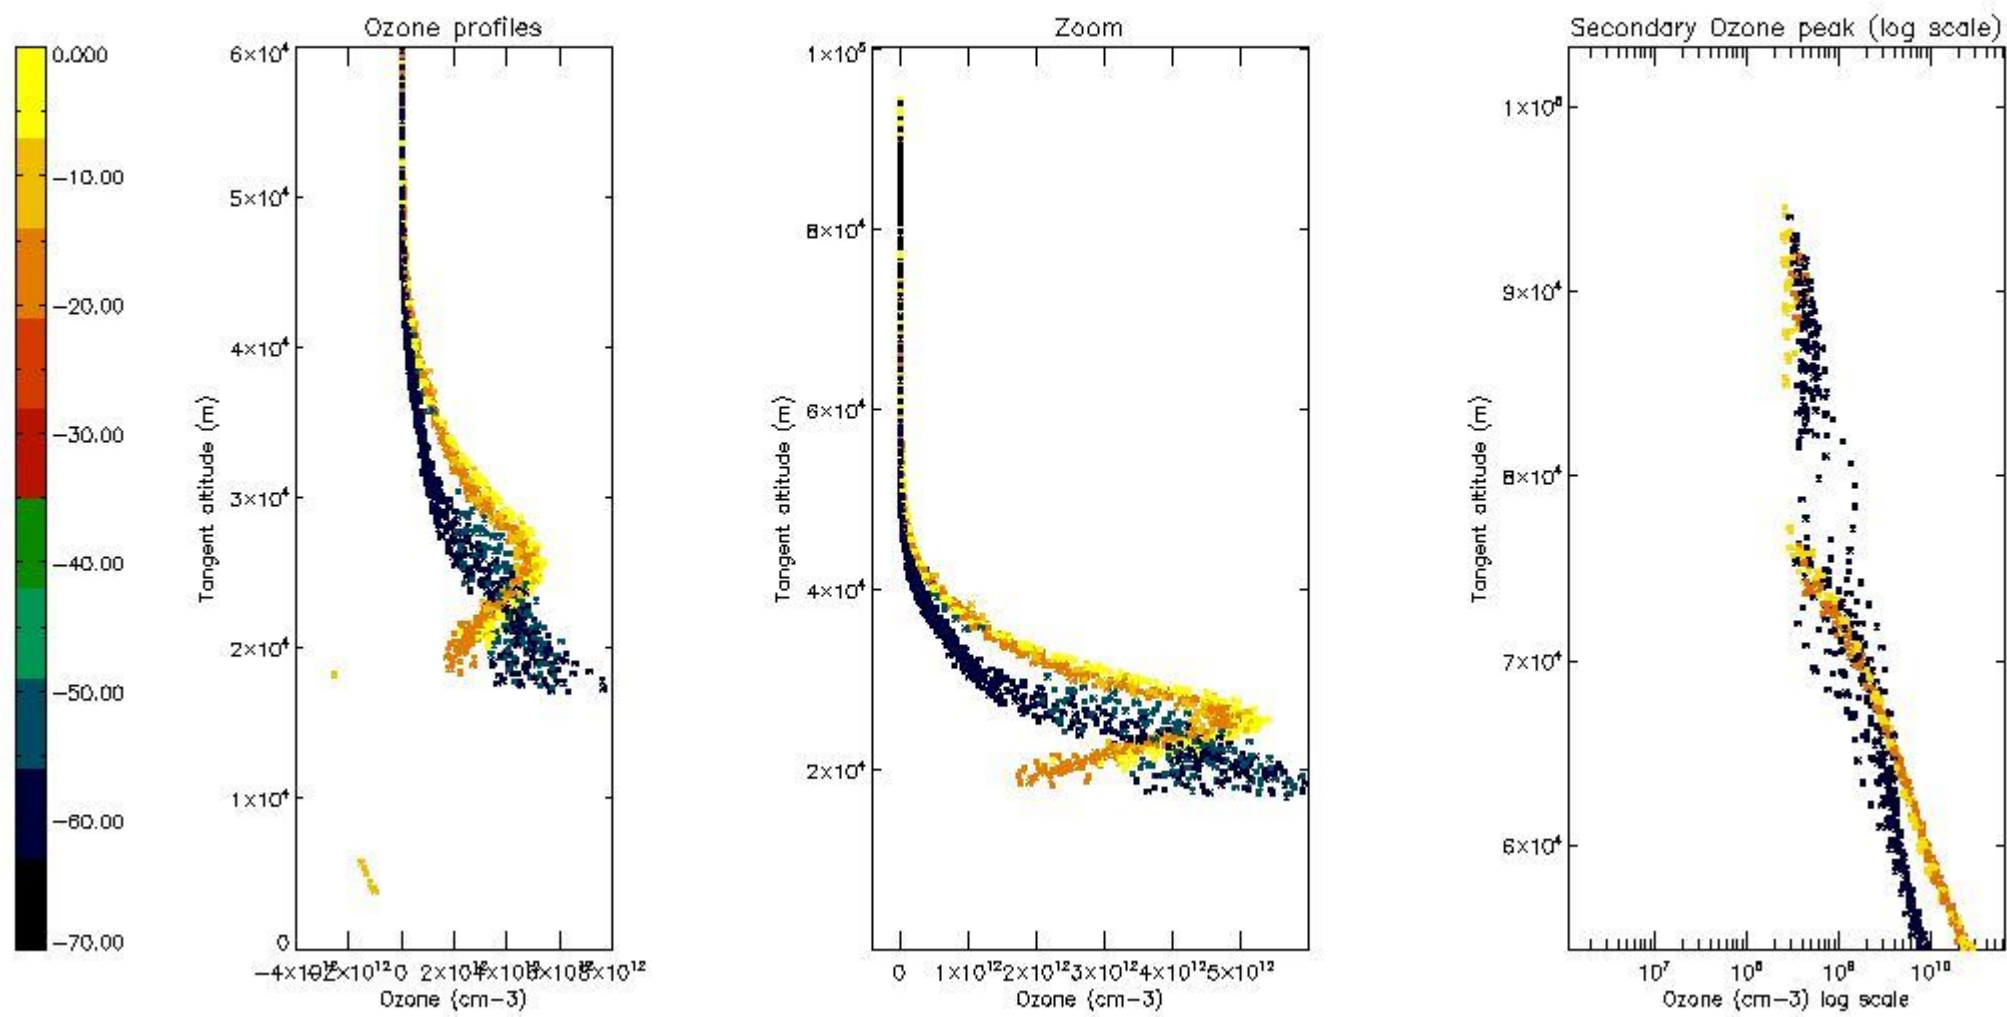 Ozone profiles
Zoom
Secondary Ozone peak (log scale)
0.000
-10.00
-20.00
-30.00
-40.00
-50.00
-60.00
-70.00
6×10⁴
5×10⁴
4×10⁴
3×10⁴
2×10⁴
1×10⁴
0
Tangent altitude (m)
0
Ozone (cm-3)
1×10⁵
8×10⁴
6×10⁴
4×10⁴
2×10⁴
Tangent altitude (m)
0 1×10¹² 2×10¹² 3×10¹² 4×10¹² 5×10¹²
Ozone (cm-3)
9×10⁴
8×10⁴
7×10⁴
6×10⁴
Tangent altitude (m)
10⁷ 10⁸ 10⁹ 10¹⁰
Ozone (cm-3) log scale